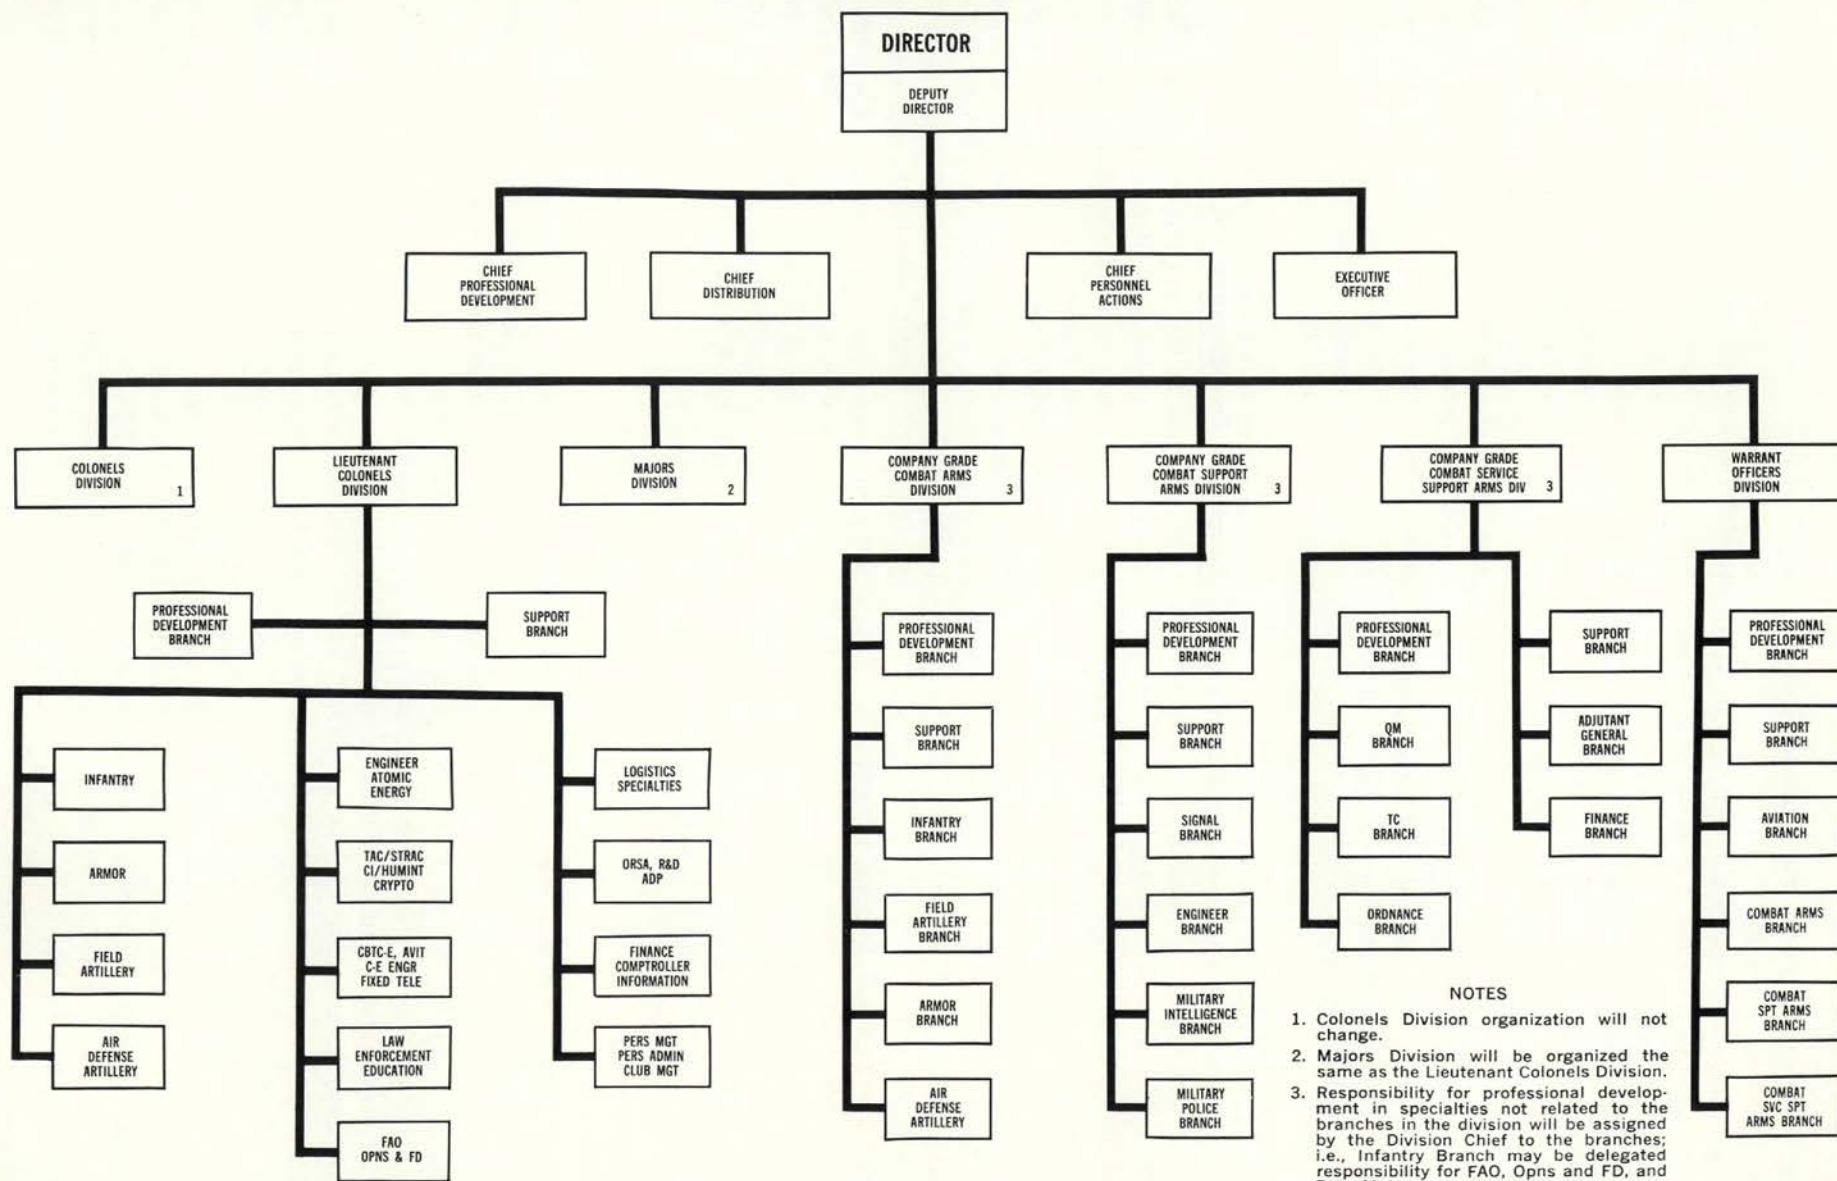 DIRECTOR
DEPUTY
DIRECTOR
CHIEF
PROFESSIONAL
DEVELOPMENT
CHIEF
DISTRIBUTION
CHIEF
PERSONNEL
ACTIONS
EXECUTIVE
OFFICER
COLONELS
DIVISION 1
LIEUTENANT
COLONELS
DIVISION
MAJORS
DIVISION 2
COMPANY GRADE
COMBAT ARMS
DIVISION 3
COMPANY GRADE
COMBAT SUPPORT
ARMS DIVISION 3
COMPANY GRADE
COMBAT SERVICE
SUPPORT ARMS DIV 3
WARRANT
OFFICERS
DIVISION
PROFESSIONAL
DEVELOPMENT
BRANCH
SUPPORT
BRANCH
INFANTRY
ARMOR
FIELD
ARTILLERY
AIR
DEFENSE
ARTILLERY
ENGINEER
ATOMIC
ENERGY
TAC/STRAC
CI/HUMINT
CRYPTO
CBTC-E, AVIT
C-E ENGR
FIXED TELE
LAW
ENFORCEMENT
EDUCATION
FAO
OPNS & FD
LOGISTICS
SPECIALTIES
ORSA, R&D
ADP
FINANCE
COMPTROLLER
INFORMATION
PERS MGT
PERS ADMIN
CLUB MGT
PROFESSIONAL
DEVELOPMENT
BRANCH
SUPPORT
BRANCH
INFANTRY
BRANCH
FIELD
ARTILLERY
BRANCH
ARMOR
BRANCH
AIR
DEFENSE
ARTILLERY
PROFESSIONAL
DEVELOPMENT
BRANCH
SUPPORT
BRANCH
SIGNAL
BRANCH
ENGINEER
BRANCH
MILITARY
INTELLIGENCE
BRANCH
MILITARY
POLICE
BRANCH
PROFESSIONAL
DEVELOPMENT
BRANCH
QM
BRANCH
TC
BRANCH
ORDNANCE
BRANCH
SUPPORT
BRANCH
ADJUTANT
GENERAL
BRANCH
FINANCE
BRANCH
PROFESSIONAL
DEVELOPMENT
BRANCH
SUPPORT
BRANCH
AVIATION
BRANCH
COMBAT ARMS
BRANCH
COMBAT
SPT ARMS
BRANCH
COMBAT
SVC SPT
ARMS BRANCH
NOTES
1. Colonels Division organization will not
change.
2. Majors Division will be organized the
same as the Lieutenant Colonels Division.
3. Responsibility for professional develop-
ment in specialties not related to the
branches in the division will be assigned
by the Division Chief to the branches;
i.e., Infantry Branch may be delegated
responsibility for FAO, Opns and FD, and